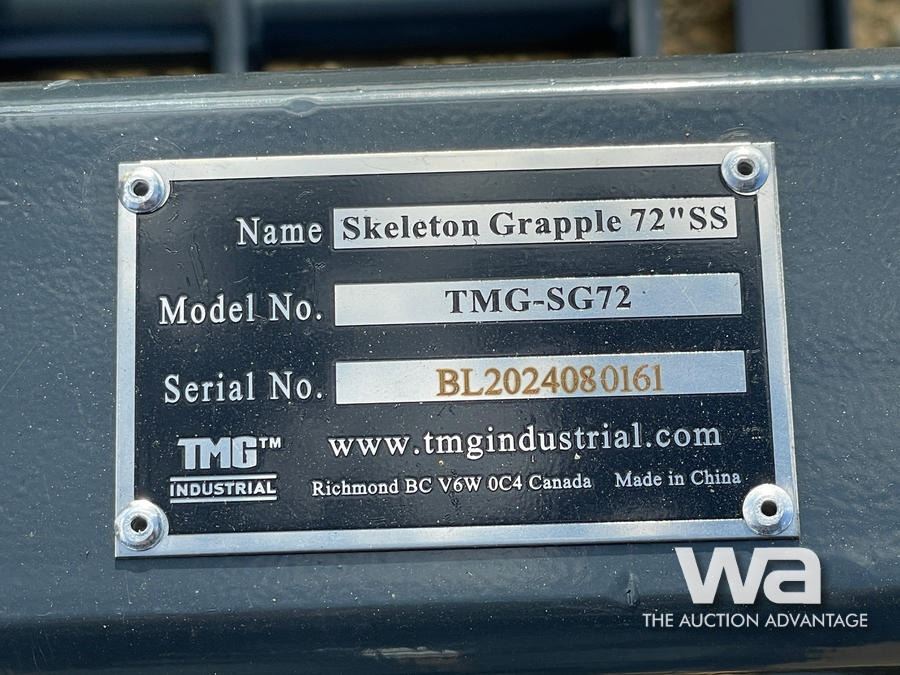 Name Skeleton Grapple 72"SS
Model No. TMG-SG72
Serial No. BL2024080161
TMG™ www.tmgindustrial.com
INDUSTRIAL Richmond BC V6W 0C4 Canada Made in China
wa
THE AUCTION ADVANTAGE